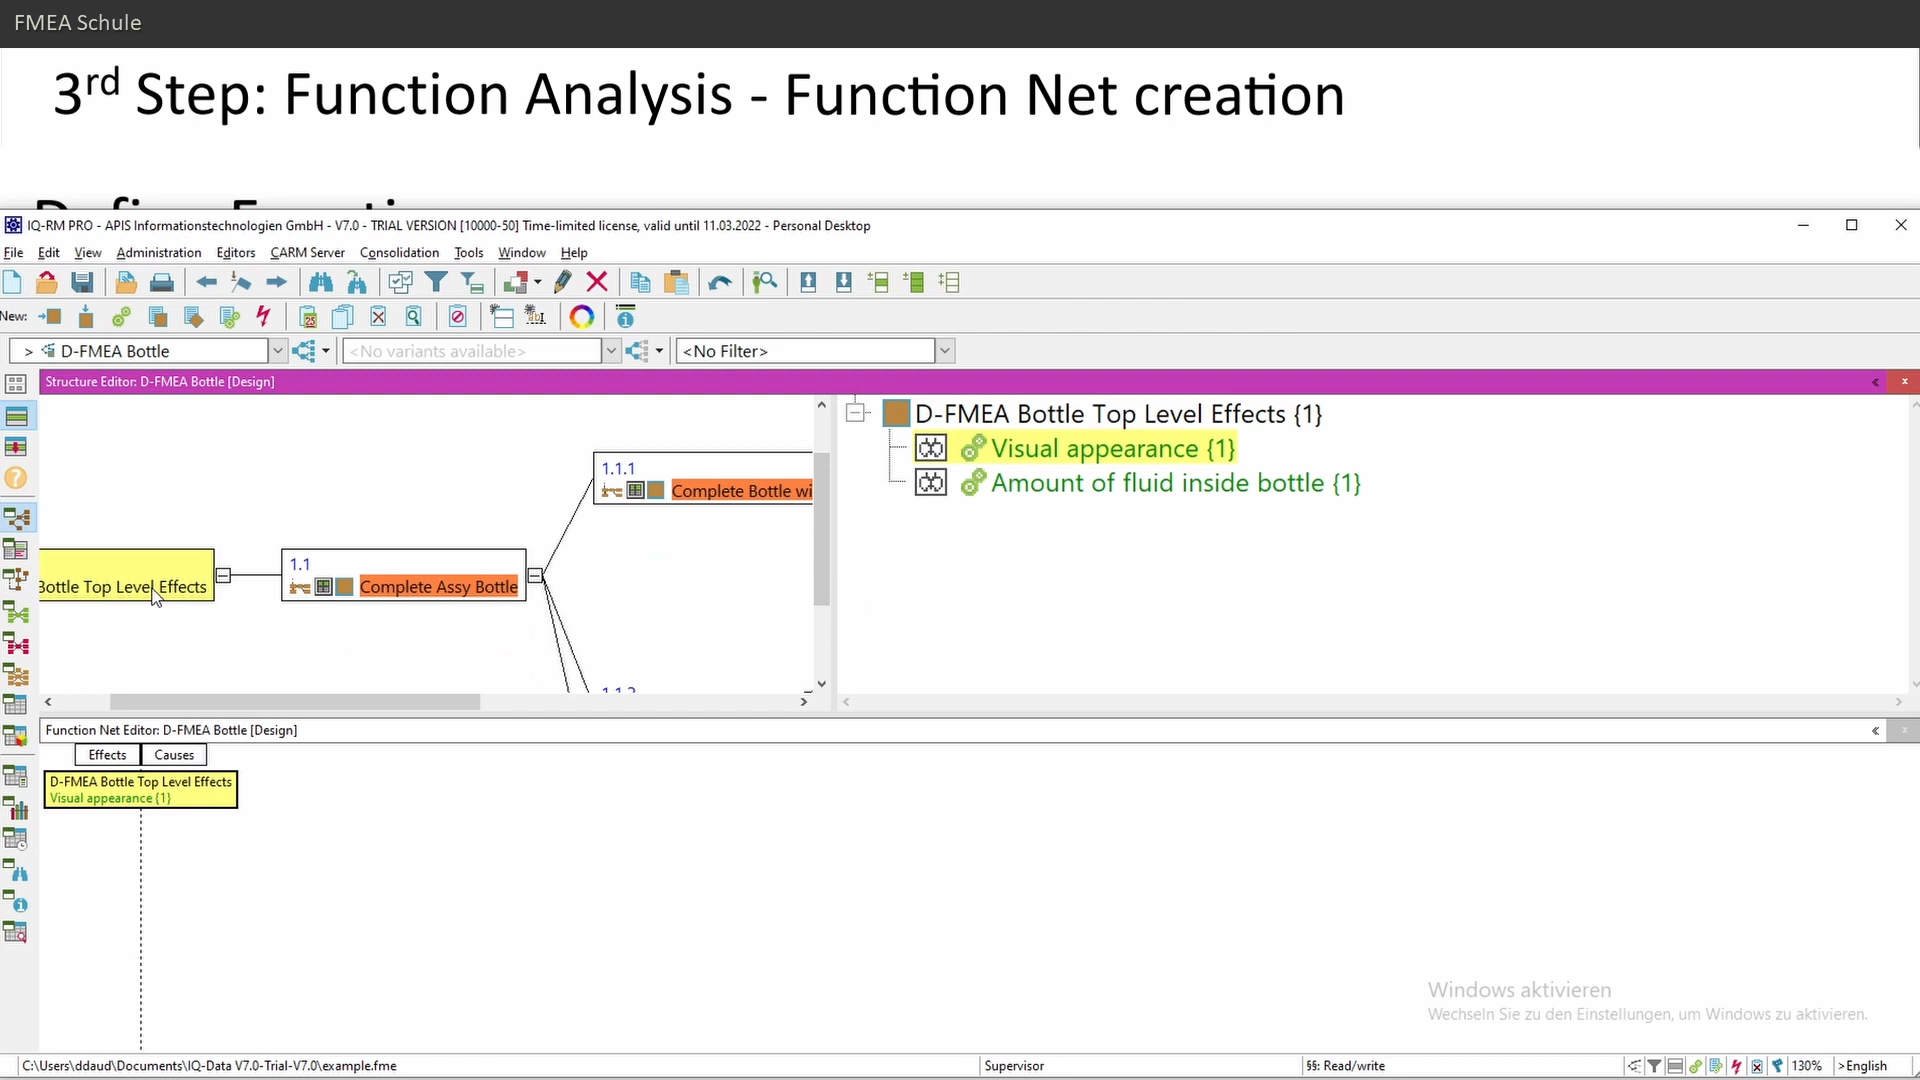 FMEA Schule
3rd Step: Function Analysis - Function Net creation
IQ-RM PRO - APIS Informationstechnologien GmbH - V7.0 - TRIAL VERSION [10000-50] Time-limited license, valid until 11.03.2022 - Personal Desktop
File Edit View Administration Editors CARM Server Consolidation Tools Window Help
New:
> D-FMEA Bottle <No variants available> <No Filter>
Structure Editor: D-FMEA Bottle [Design]
D-FMEA Bottle Top Level Effects {1}
Visual appearance {1}
Amount of fluid inside bottle {1}
1.1.1
Complete Bottle wi
1.1
Bottle Top Level Effects
Complete Assy Bottle
Function Net Editor: D-FMEA Bottle [Design]
Effects Causes
D-FMEA Bottle Top Level Effects
Visual appearance {1}
Windows aktivieren
Wechseln Sie zu den Einstellungen, um Windows zu aktivieren.
C:\Users\ddaud\Documents\IQ-Data V7.0-Trial-V7.0\example.fme Supervisor §§: Read/write 130% >English